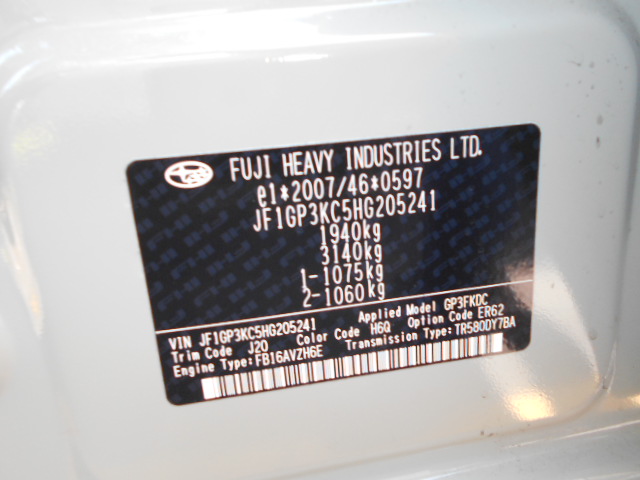 FUJI HEAVY INDUSTRIES LTD.
e1*2007/46*0597
JF1GP3KC5HG205241
1940kg
3140kg
1-1075kg
2-1060kg
Applied Model GP3FKDC
VIN JF1GP3KC5HG205241
Trim Code J20 Color Code H6Q Option Code ER62
Engine Type:FB16AVZH6E Transmission Type:TR580DY7BA